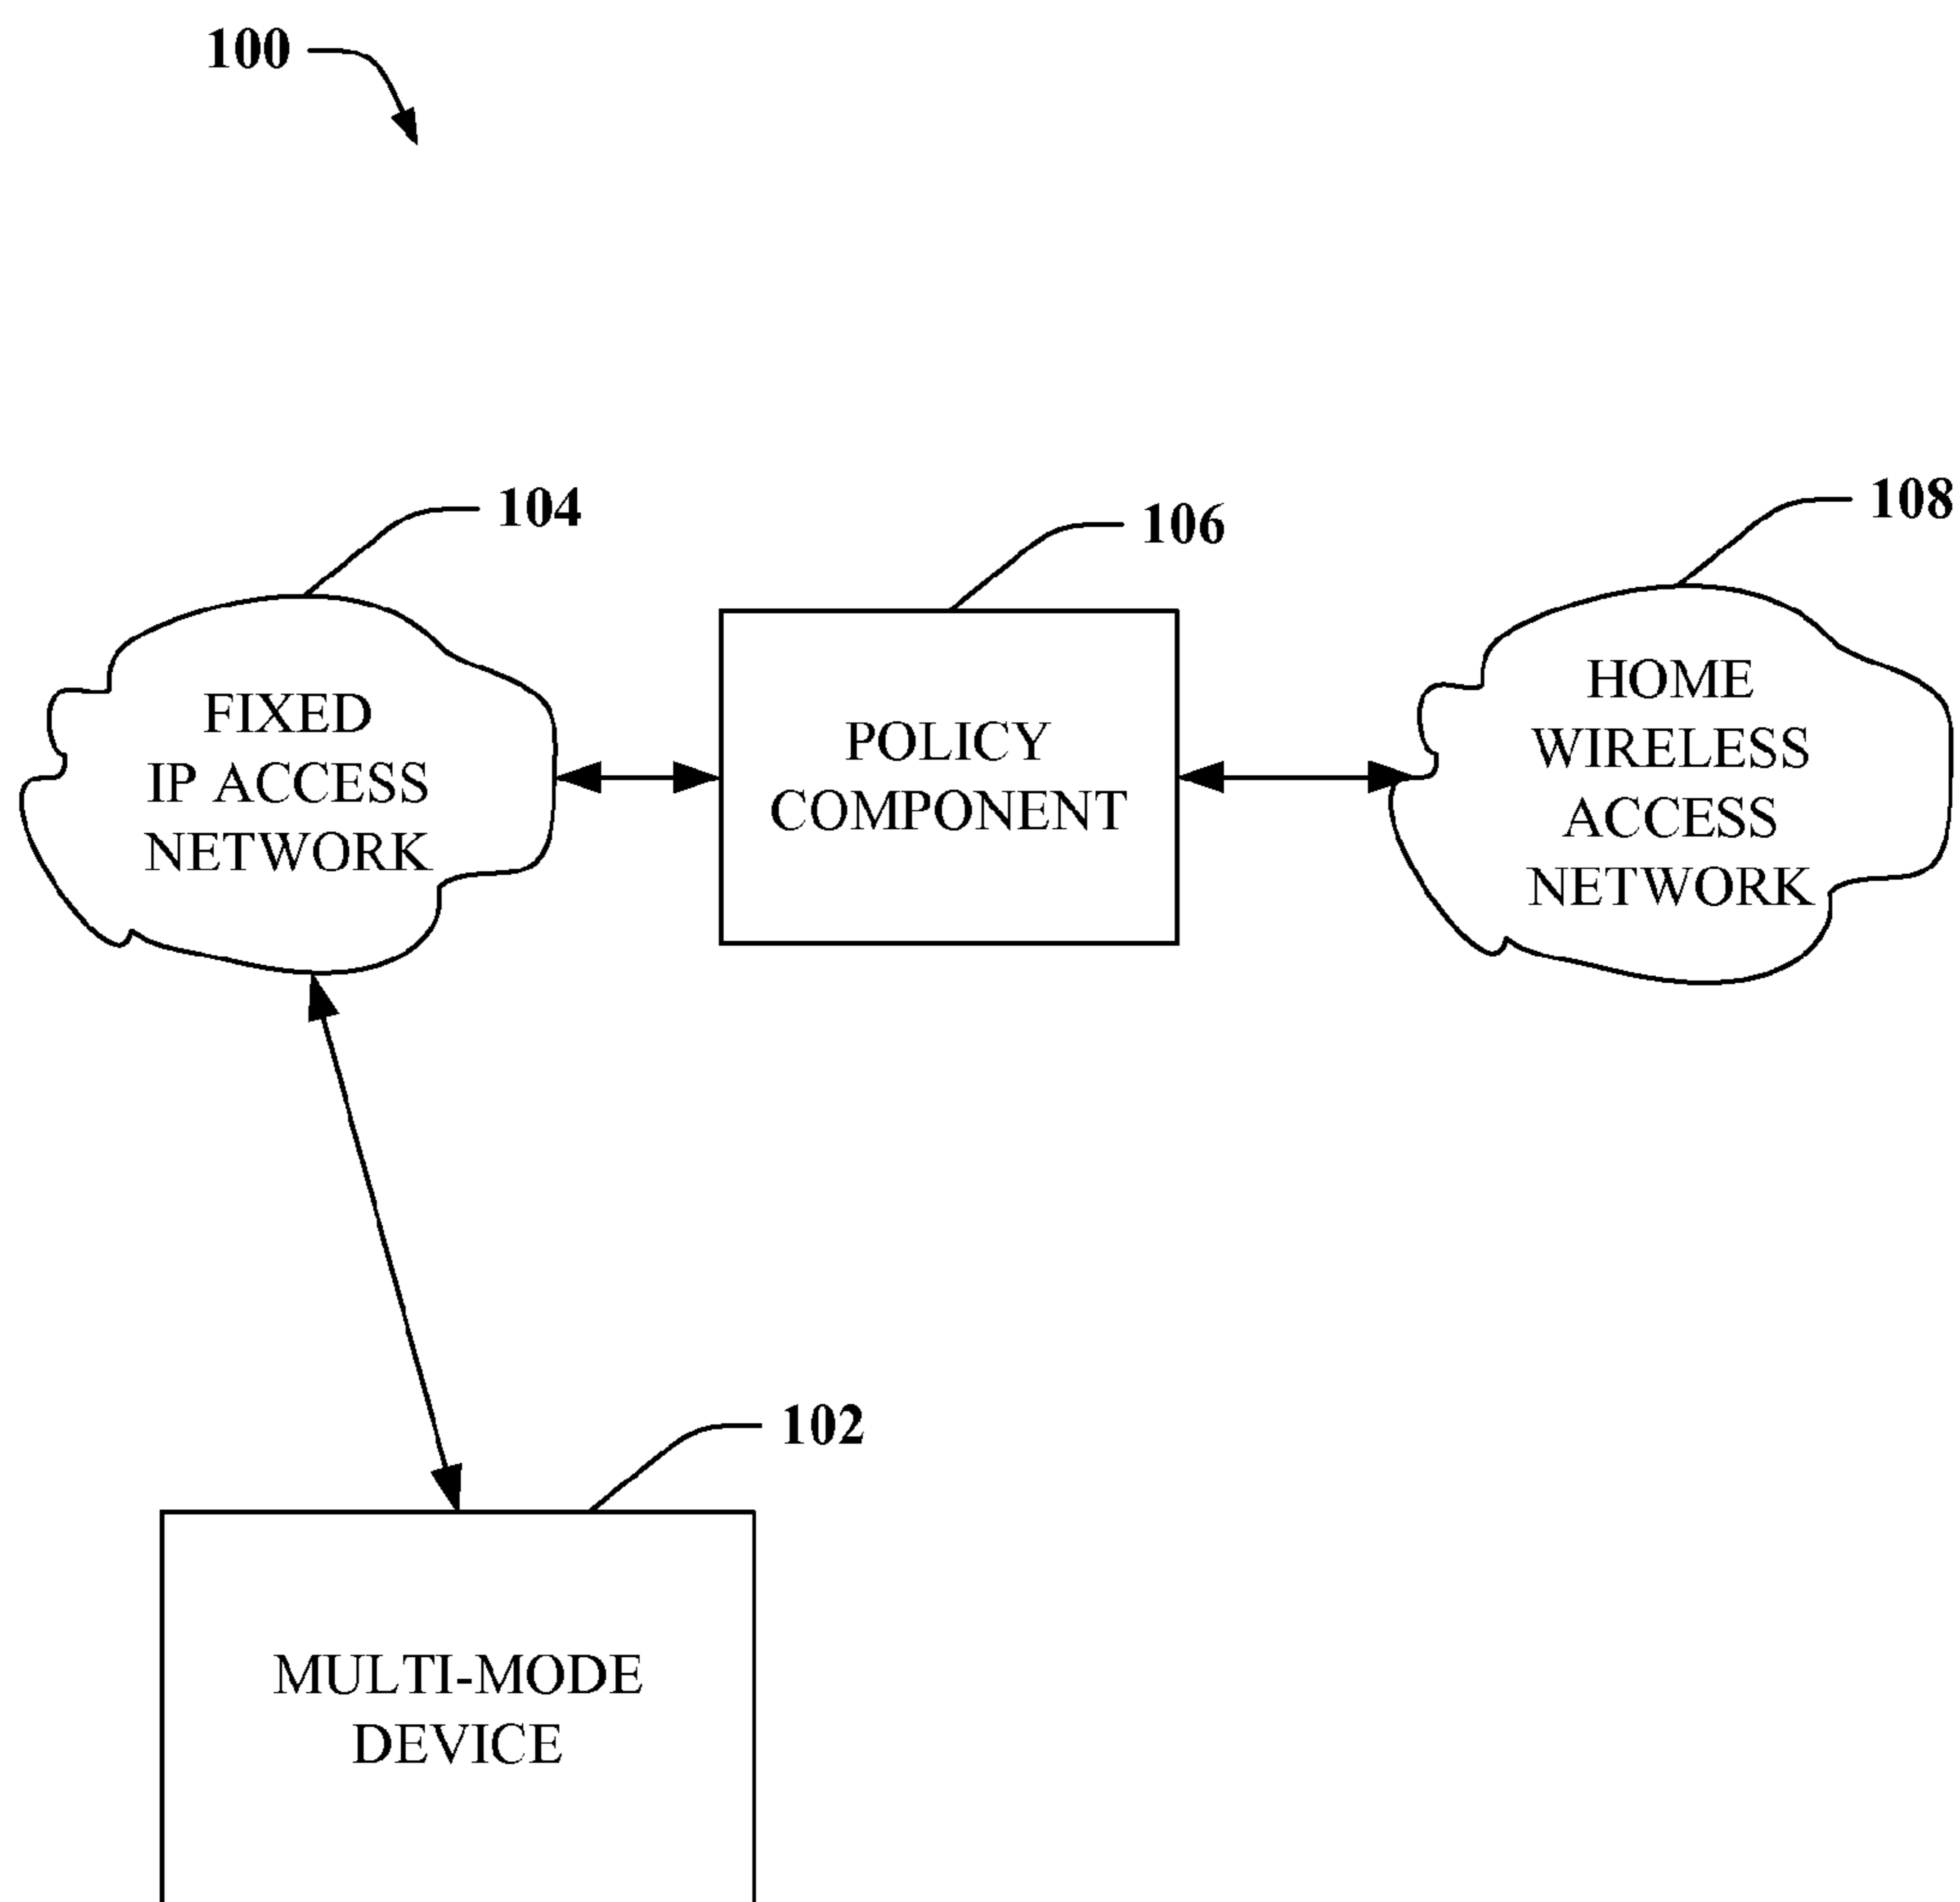 100
104
106
108
FIXED
IP ACCESS
NETWORK
POLICY
COMPONENT
HOME
WIRELESS
ACCESS
NETWORK
102
MULTI-MODE
DEVICE